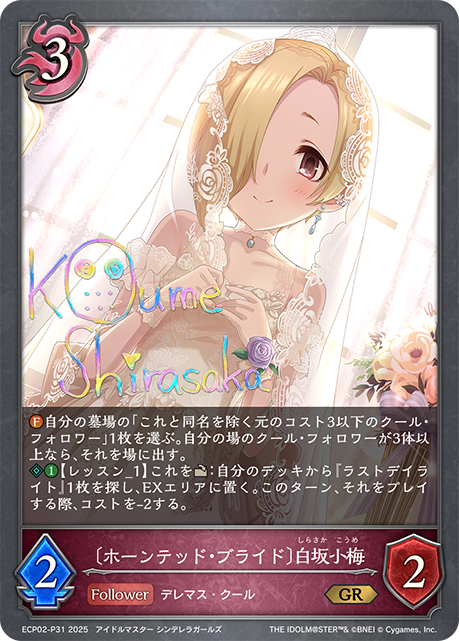 3
Koume
Shirasaka
F 自分の墓場の「これと同名を除く元のコスト3以下のクール・
フォロワー」1枚を選ぶ。自分の場のクール・フォロワーが3体以
上なら、それを場に出す。
1【レッスン_1】これを:自分のデッキから『ラストデイラ
イト』1枚を探し、EXエリアに置く。このターン、それをプレイ
する際、コストを-2する。
しらさか こうめ
〔ホーンテッド・ブライド〕白坂小梅
2
Follower デレマス・クール GR
2
ECP02-P31 2025 アイドルマスター シンデレラガールズ THE IDOLM@STER™& ©BNEI © Cygames, Inc.